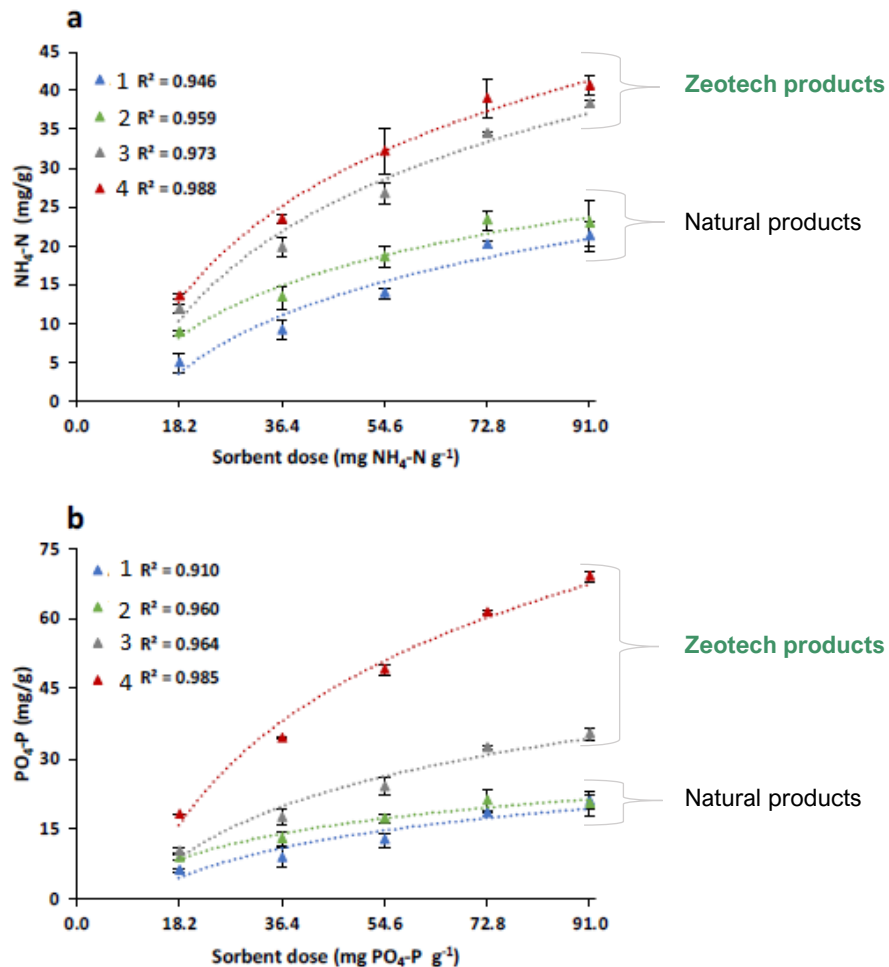 a
45
40
35
30
25
20
15
10
5
0
NH₄-N (mg/g)
1 R² = 0.946
2 R² = 0.959
3 R² = 0.973
4 R² = 0.988
Zeotech products
Natural products
0.0 18.2 36.4 54.6 72.8 91.0
Sorbent dose (mg NH₄-N g⁻¹)
b
75
60
45
30
15
0
PO₄-P (mg/g)
1 R² = 0.910
2 R² = 0.960
3 R² = 0.964
4 R² = 0.985
Zeotech products
Natural products
0.0 18.2 36.4 54.6 72.8 91.0
Sorbent dose (mg PO₄-P g⁻¹)